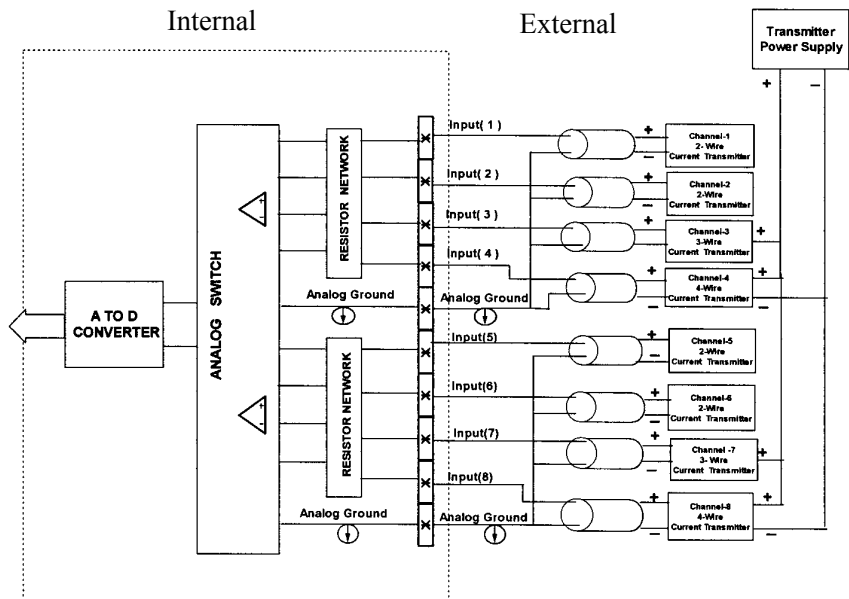 Internal
External
Transmitter
Power Supply
+
–
Input( 1 )
+
–
Channel-1
2- Wire
Current Transmitter
Input( 2 )
+
–
Channel-2
2-Wire
Current Transmitter
Input( 3 )
+
–
Channel-3
3-Wire
Current Transmitter
+
Input( 4 )
+
–
Channel-4
4-Wire
Current Transmitter
+
–
RESISTOR NETWORK
Analog Ground
Analog Ground
ANALOG SWITCH
+
–
A TO D
CONVERTER
Input(5)
+
–
Channel-5
2-Wire
Current Transmitter
Input(6)
+
–
Channel-6
2-Wire
Current Transmitter
Input(7)
+
–
Channel -7
3- Wire
Current Transmitter
+
Input(8)
+
–
Channel-8
4-Wire
Current Transmitter
+
–
RESISTOR NETWORK
+
–
Analog Ground
Analog Ground